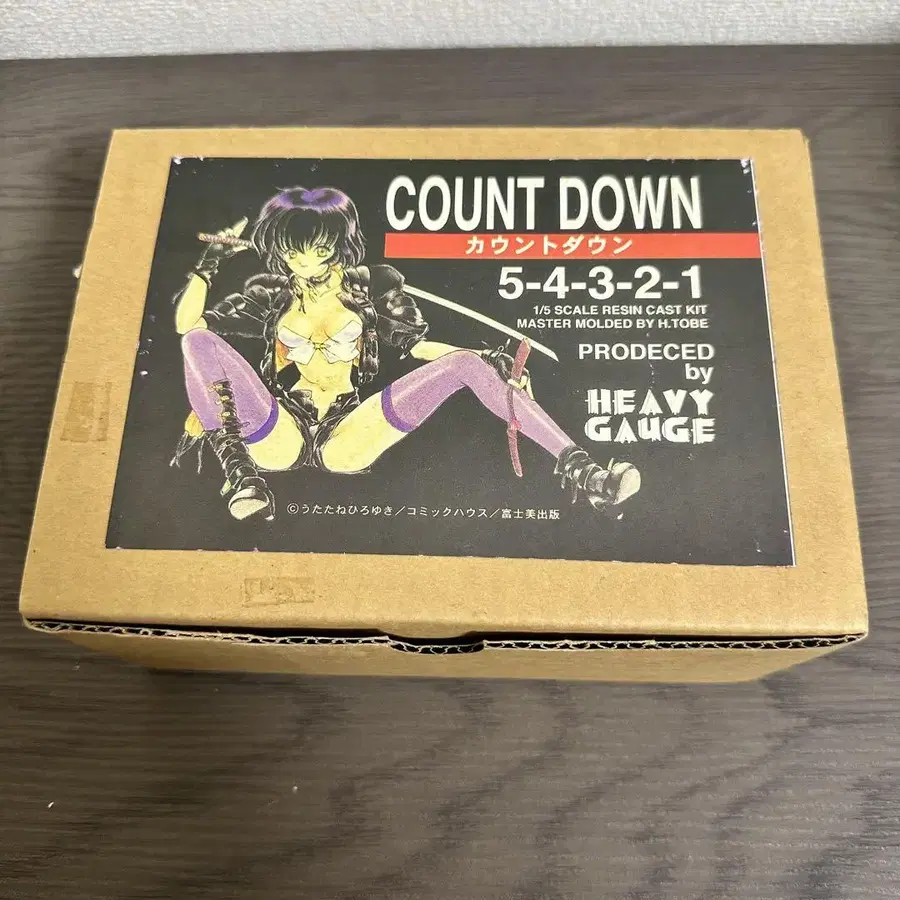 COUNT DOWN
カウントダウン
5-4-3-2-1
1/5 SCALE RESIN CAST KIT
MASTER MOLDED BY H.TOBE
PRODECED
by
HEAVY
GAUGE
©うたたねひろゆき／コミックハウス／富士美出版